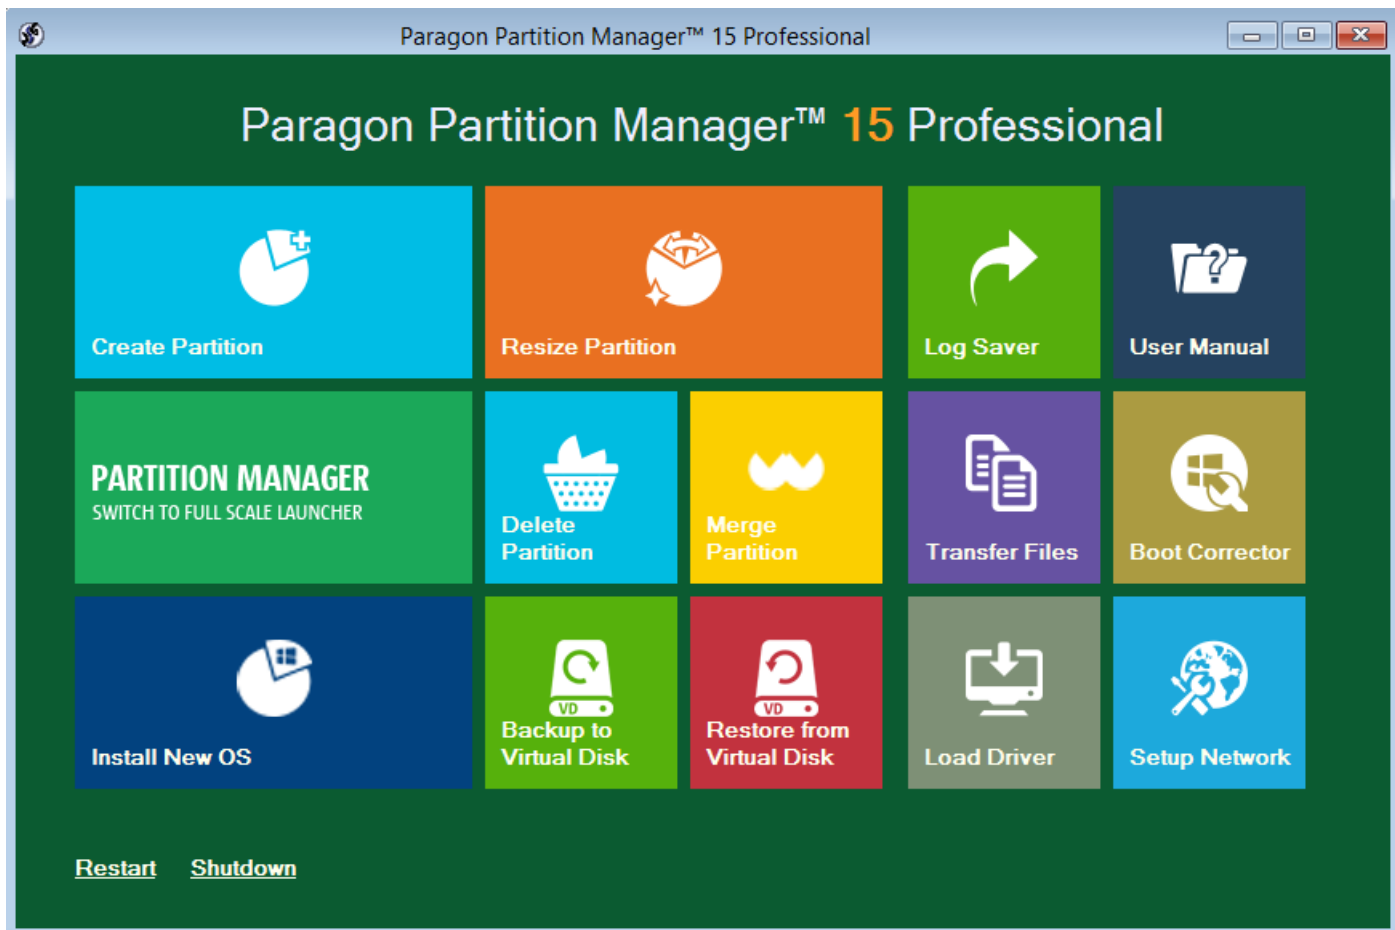 Paragon Partition Manager™ 15 Professional
Paragon Partition Manager™ 15 Professional
Create Partition
Resize Partition
Log Saver
User Manual
PARTITION MANAGER
SWITCH TO FULL SCALE LAUNCHER
Delete
Partition
Merge
Partition
Transfer Files
Boot Corrector
Install New OS
VD
Backup to
Virtual Disk
VD
Restore from
Virtual Disk
Load Driver
Setup Network
Restart
Shutdown